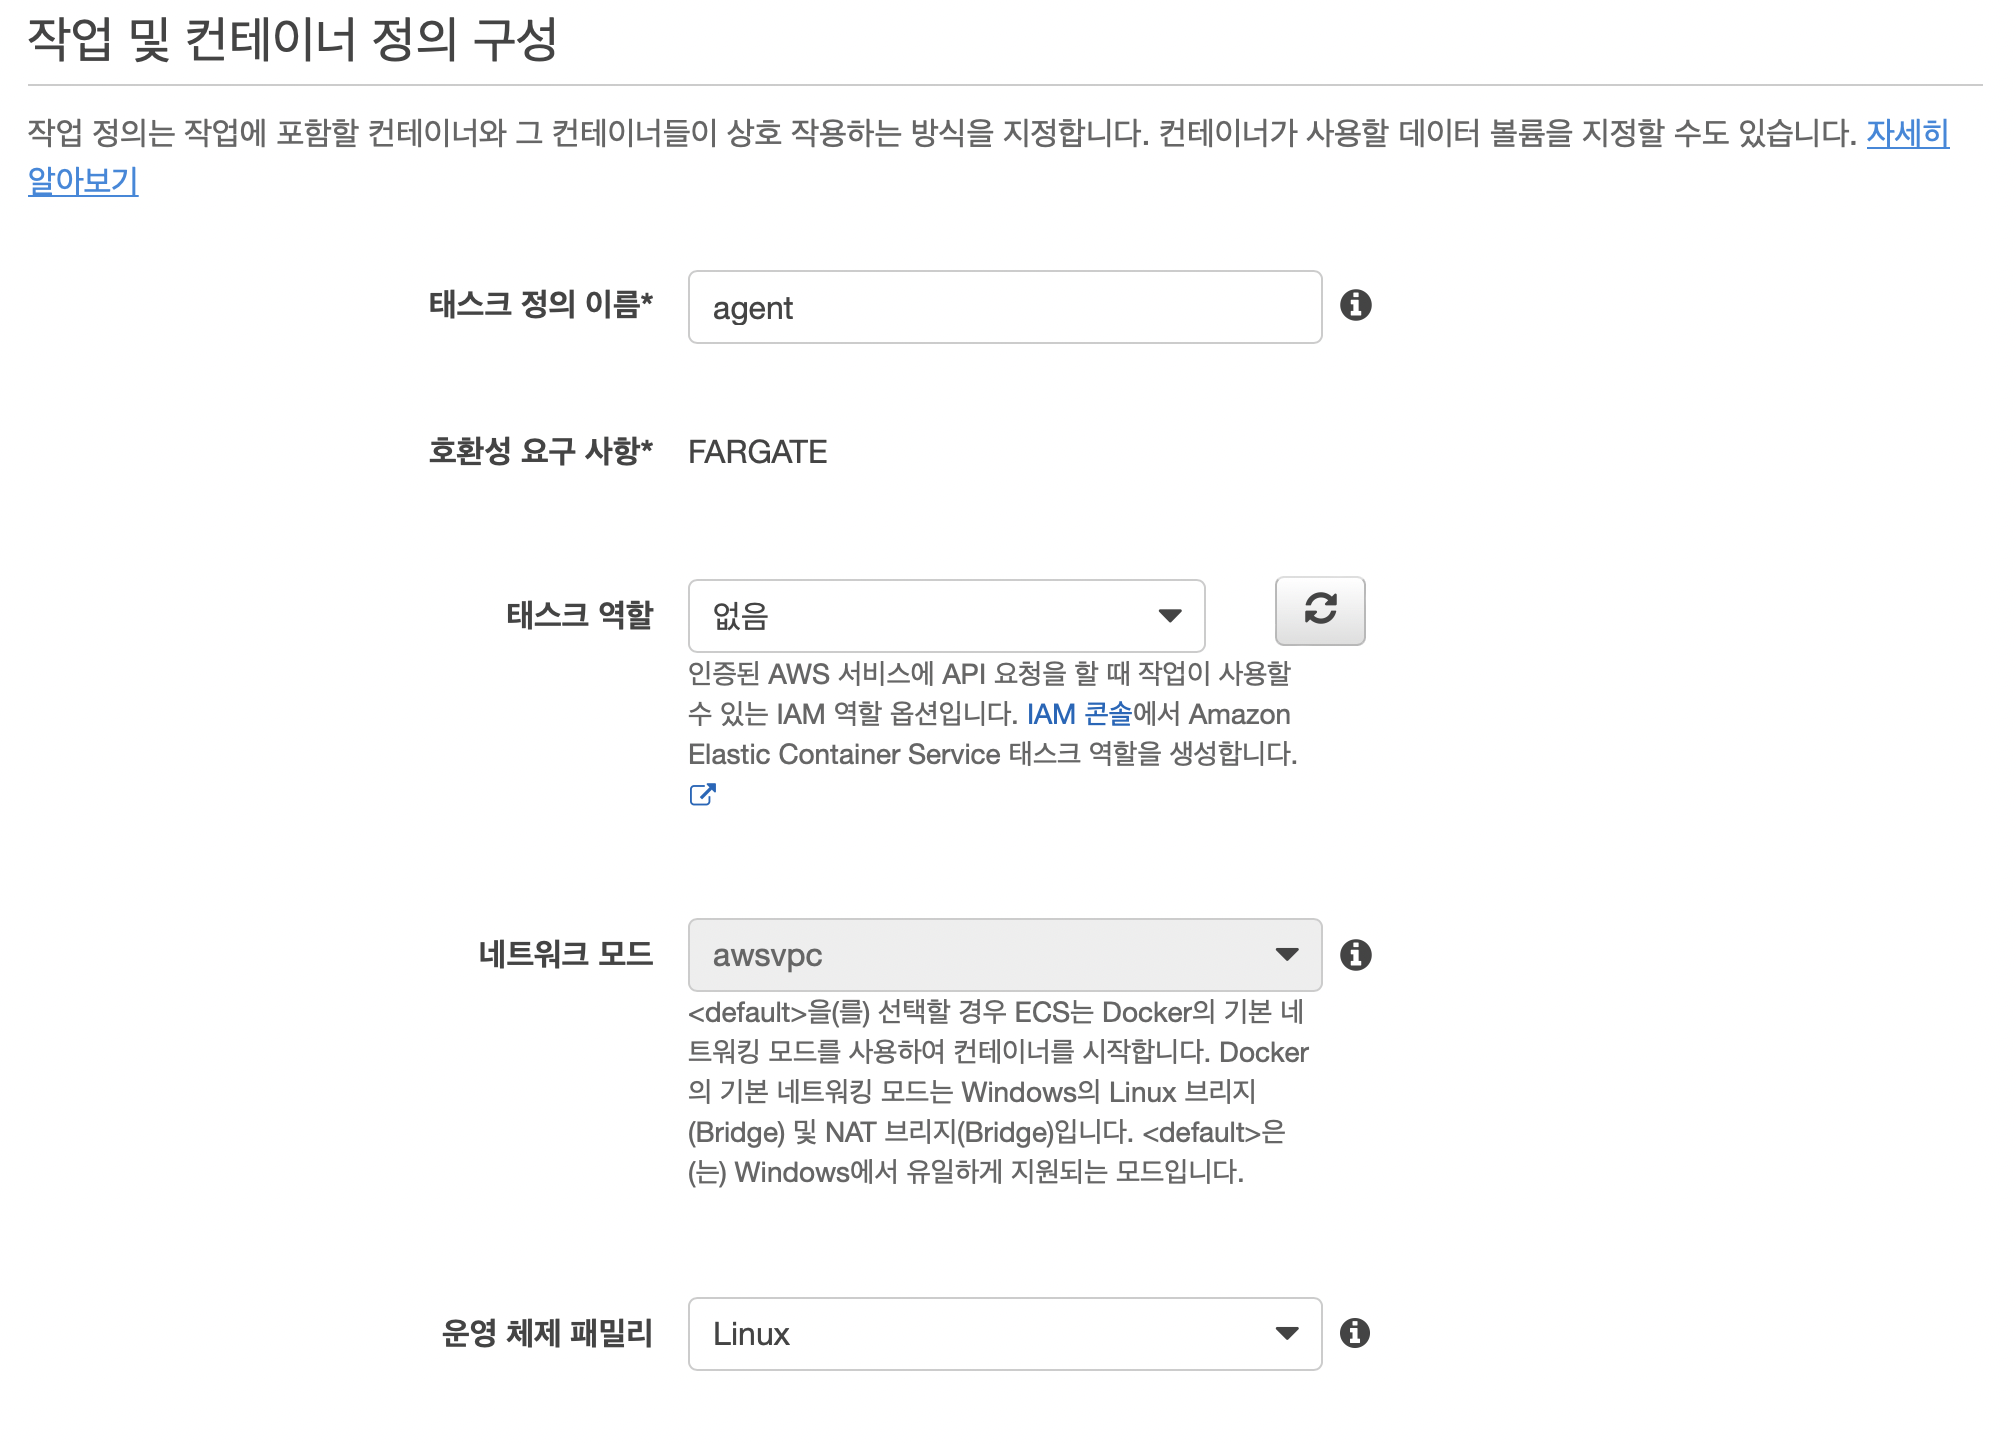 작업 및 컨테이너 정의 구성
작업 정의는 작업에 포함할 컨테이너와 그 컨테이너들이 상호 작용하는 방식을 지정합니다. 컨테이너가 사용할 데이터 볼륨을 지정할 수도 있습니다. 자세히
알아보기
태스크 정의 이름* agent
호환성 요구 사항* FARGATE
태스크 역할 없음
인증된 AWS 서비스에 API 요청을 할 때 작업이 사용할
수 있는 IAM 역할 옵션입니다. IAM 콘솔에서 Amazon
Elastic Container Service 태스크 역할을 생성합니다.
네트워크 모드 awsvpc
<default>을(를) 선택할 경우 ECS는 Docker의 기본 네
트워킹 모드를 사용하여 컨테이너를 시작합니다. Docker
의 기본 네트워킹 모드는 Windows의 Linux 브리지
(Bridge) 및 NAT 브리지(Bridge)입니다. <default>은
(는) Windows에서 유일하게 지원되는 모드입니다.
운영 체제 패밀리 Linux